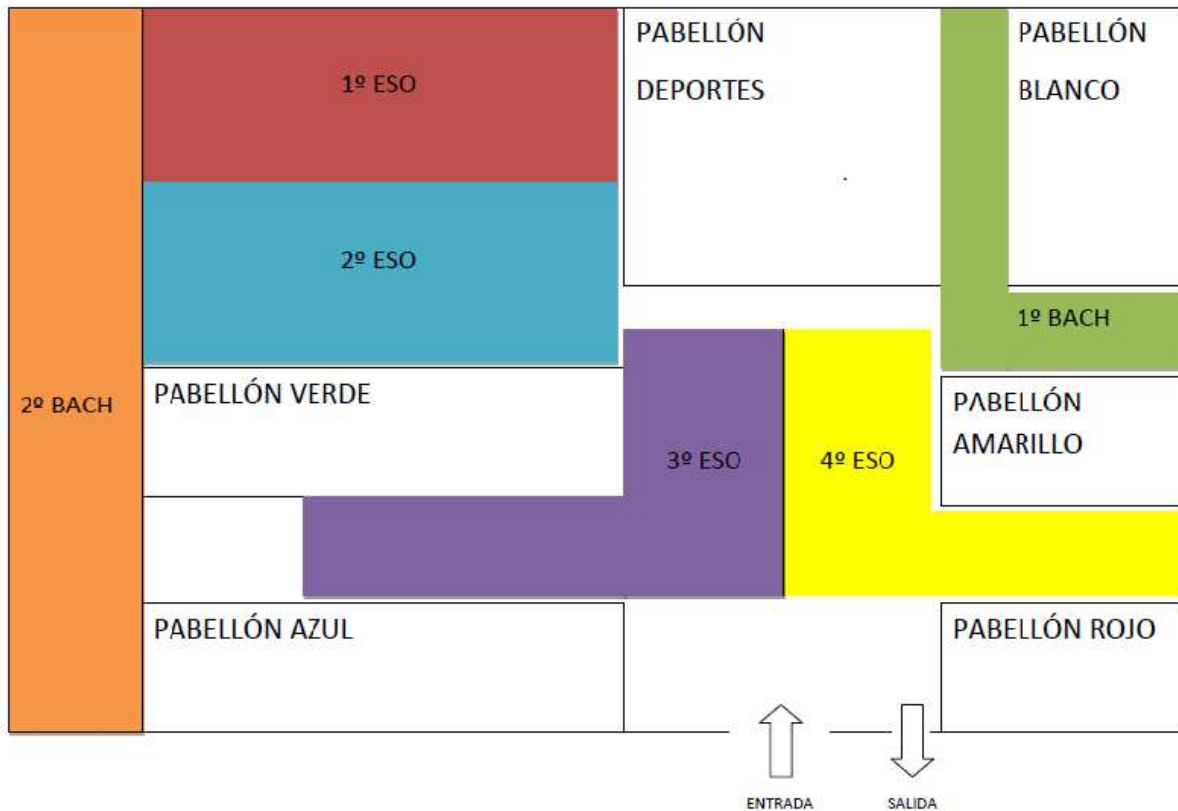 1º ESO
PABELLÓN
DEPORTES
PABELLÓN
BLANCO
2º ESO
1º BACH
2º BACH
PABELLÓN VERDE
PABELLÓN
AMARILLO
3º ESO
4º ESO
PABELLÓN AZUL
PABELLÓN ROJO
ENTRADA
SALIDA